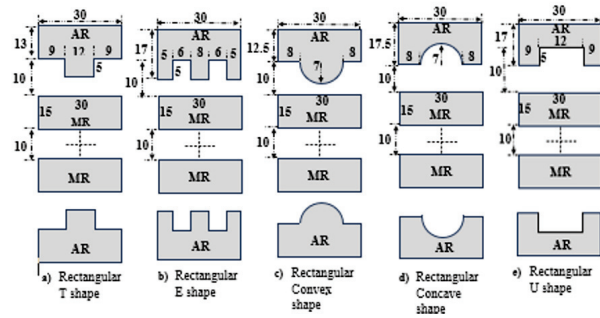 30 30 30 30 30
13 AR 17 AR 12.5 AR 17.5 AR 17 AR
9 12 9 5 6 8 6 5 8 8 8 8 9 12 9
5 5 7 7 5
10 10 10 10 10
30 30 30 30 30
15 MR 15 MR 15 MR 15 MR 15 MR
10 10 10 10 10
MR MR MR MR MR
AR AR AR AR AR
a) Rectangular T shape
b) Rectangular E shape
c) Rectangular Convex shape
d) Rectangular Concave shape
e) Rectangular U shape